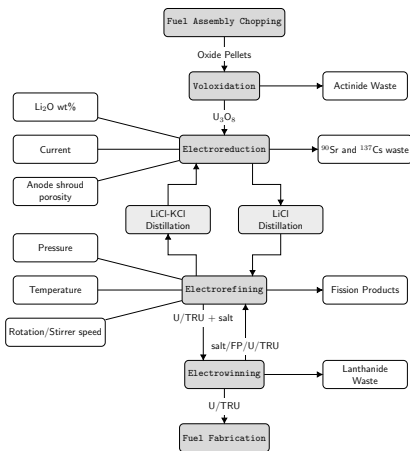 Fuel Assembly Chopping
Oxide Pellets
Voloxidation
Actinide Waste
Li₂O wt%
U₃O₈
Current
Electroreduction
⁹⁰Sr and ¹³⁷Cs waste
Anode shroud
porosity
LiCl-KCl
Distillation
LiCl
Distillation
Pressure
Temperature
Electrorefining
Fission Products
Rotation/Stirrer speed
U/TRU + salt
salt/FP/U/TRU
Electrowinning
Lanthanide
Waste
U/TRU
Fuel Fabrication